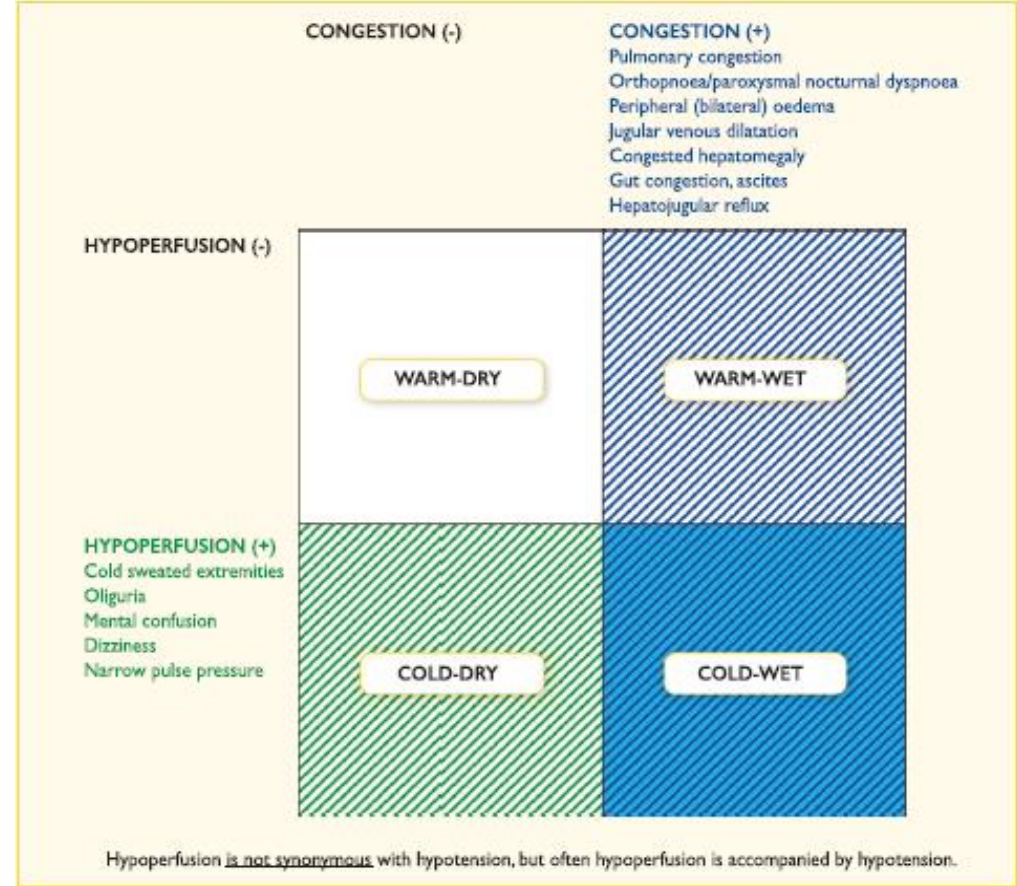 CONGESTION (-)
CONGESTION (+)
Pulmonary congestion
Orthopnoea/paroxysmal nocturnal dyspnoea
Peripheral (bilateral) oedema
Jugular venous dilatation
Congested hepatomegaly
Gut congestion, ascites
Hepatojugular reflux
HYPOPERFUSION (-)
WARM-DRY
WARM-WET
HYPOPERFUSION (+)
Cold sweated extremities
Oliguria
Mental confusion
Dizziness
Narrow pulse pressure
COLD-DRY
COLD-WET
Hypoperfusion is not synonymous with hypotension, but often hypoperfusion is accompanied by hypotension.